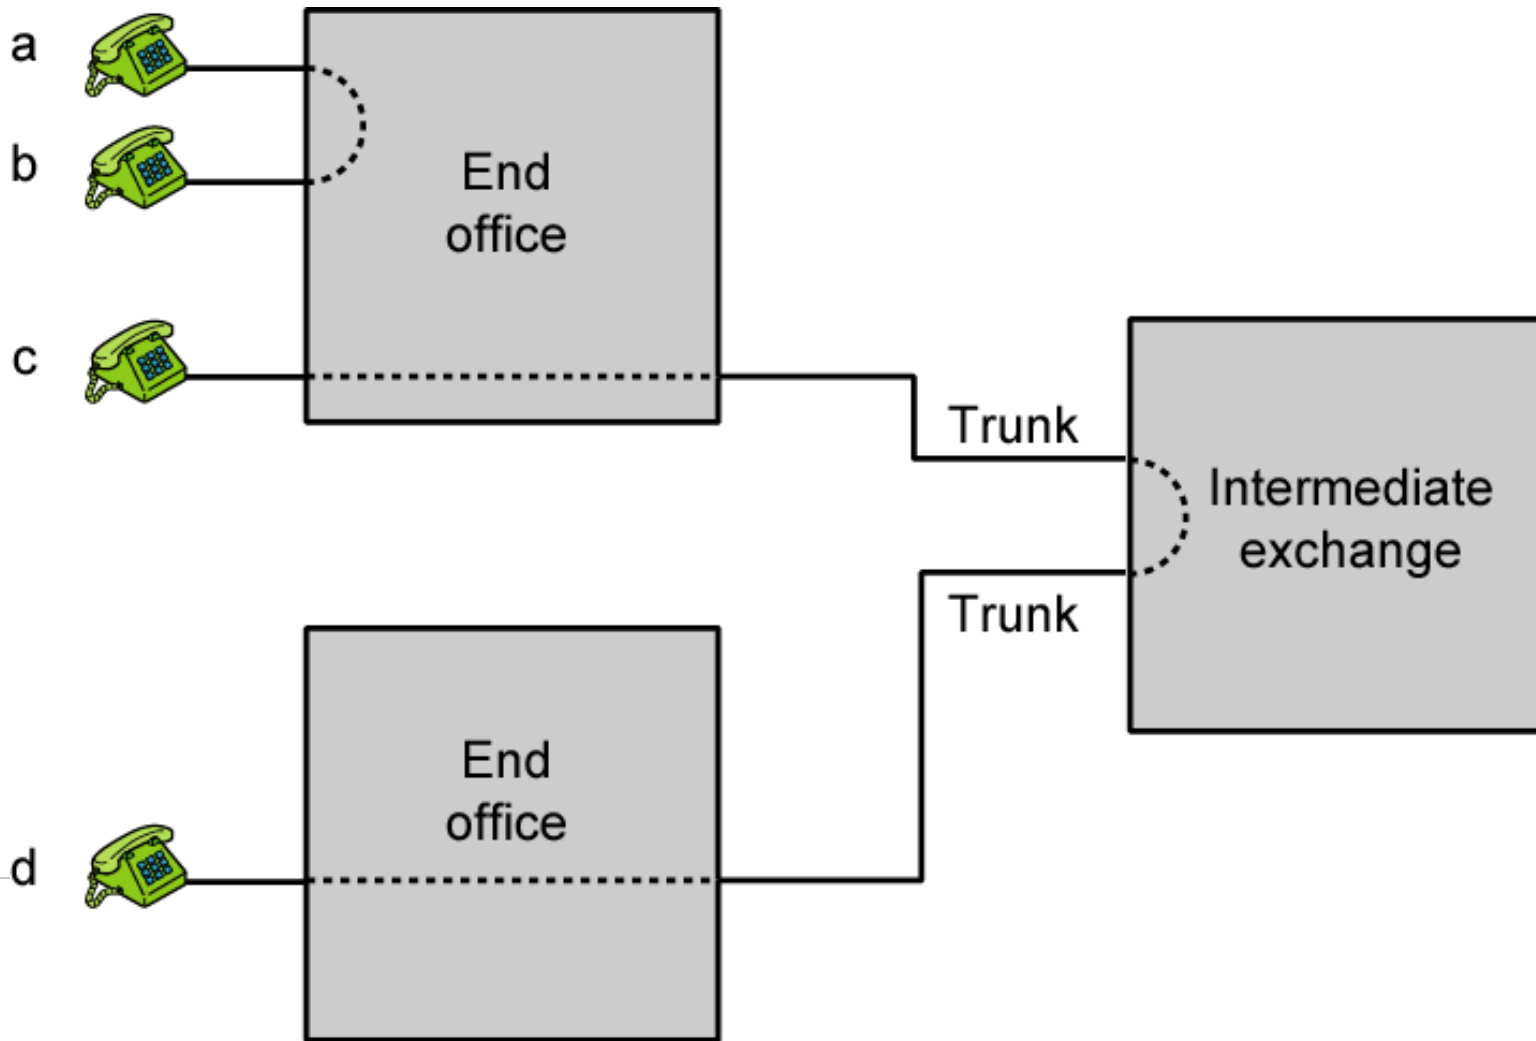 a
b
End
office
c
Trunk
Intermediate
exchange
Trunk
End
office
d